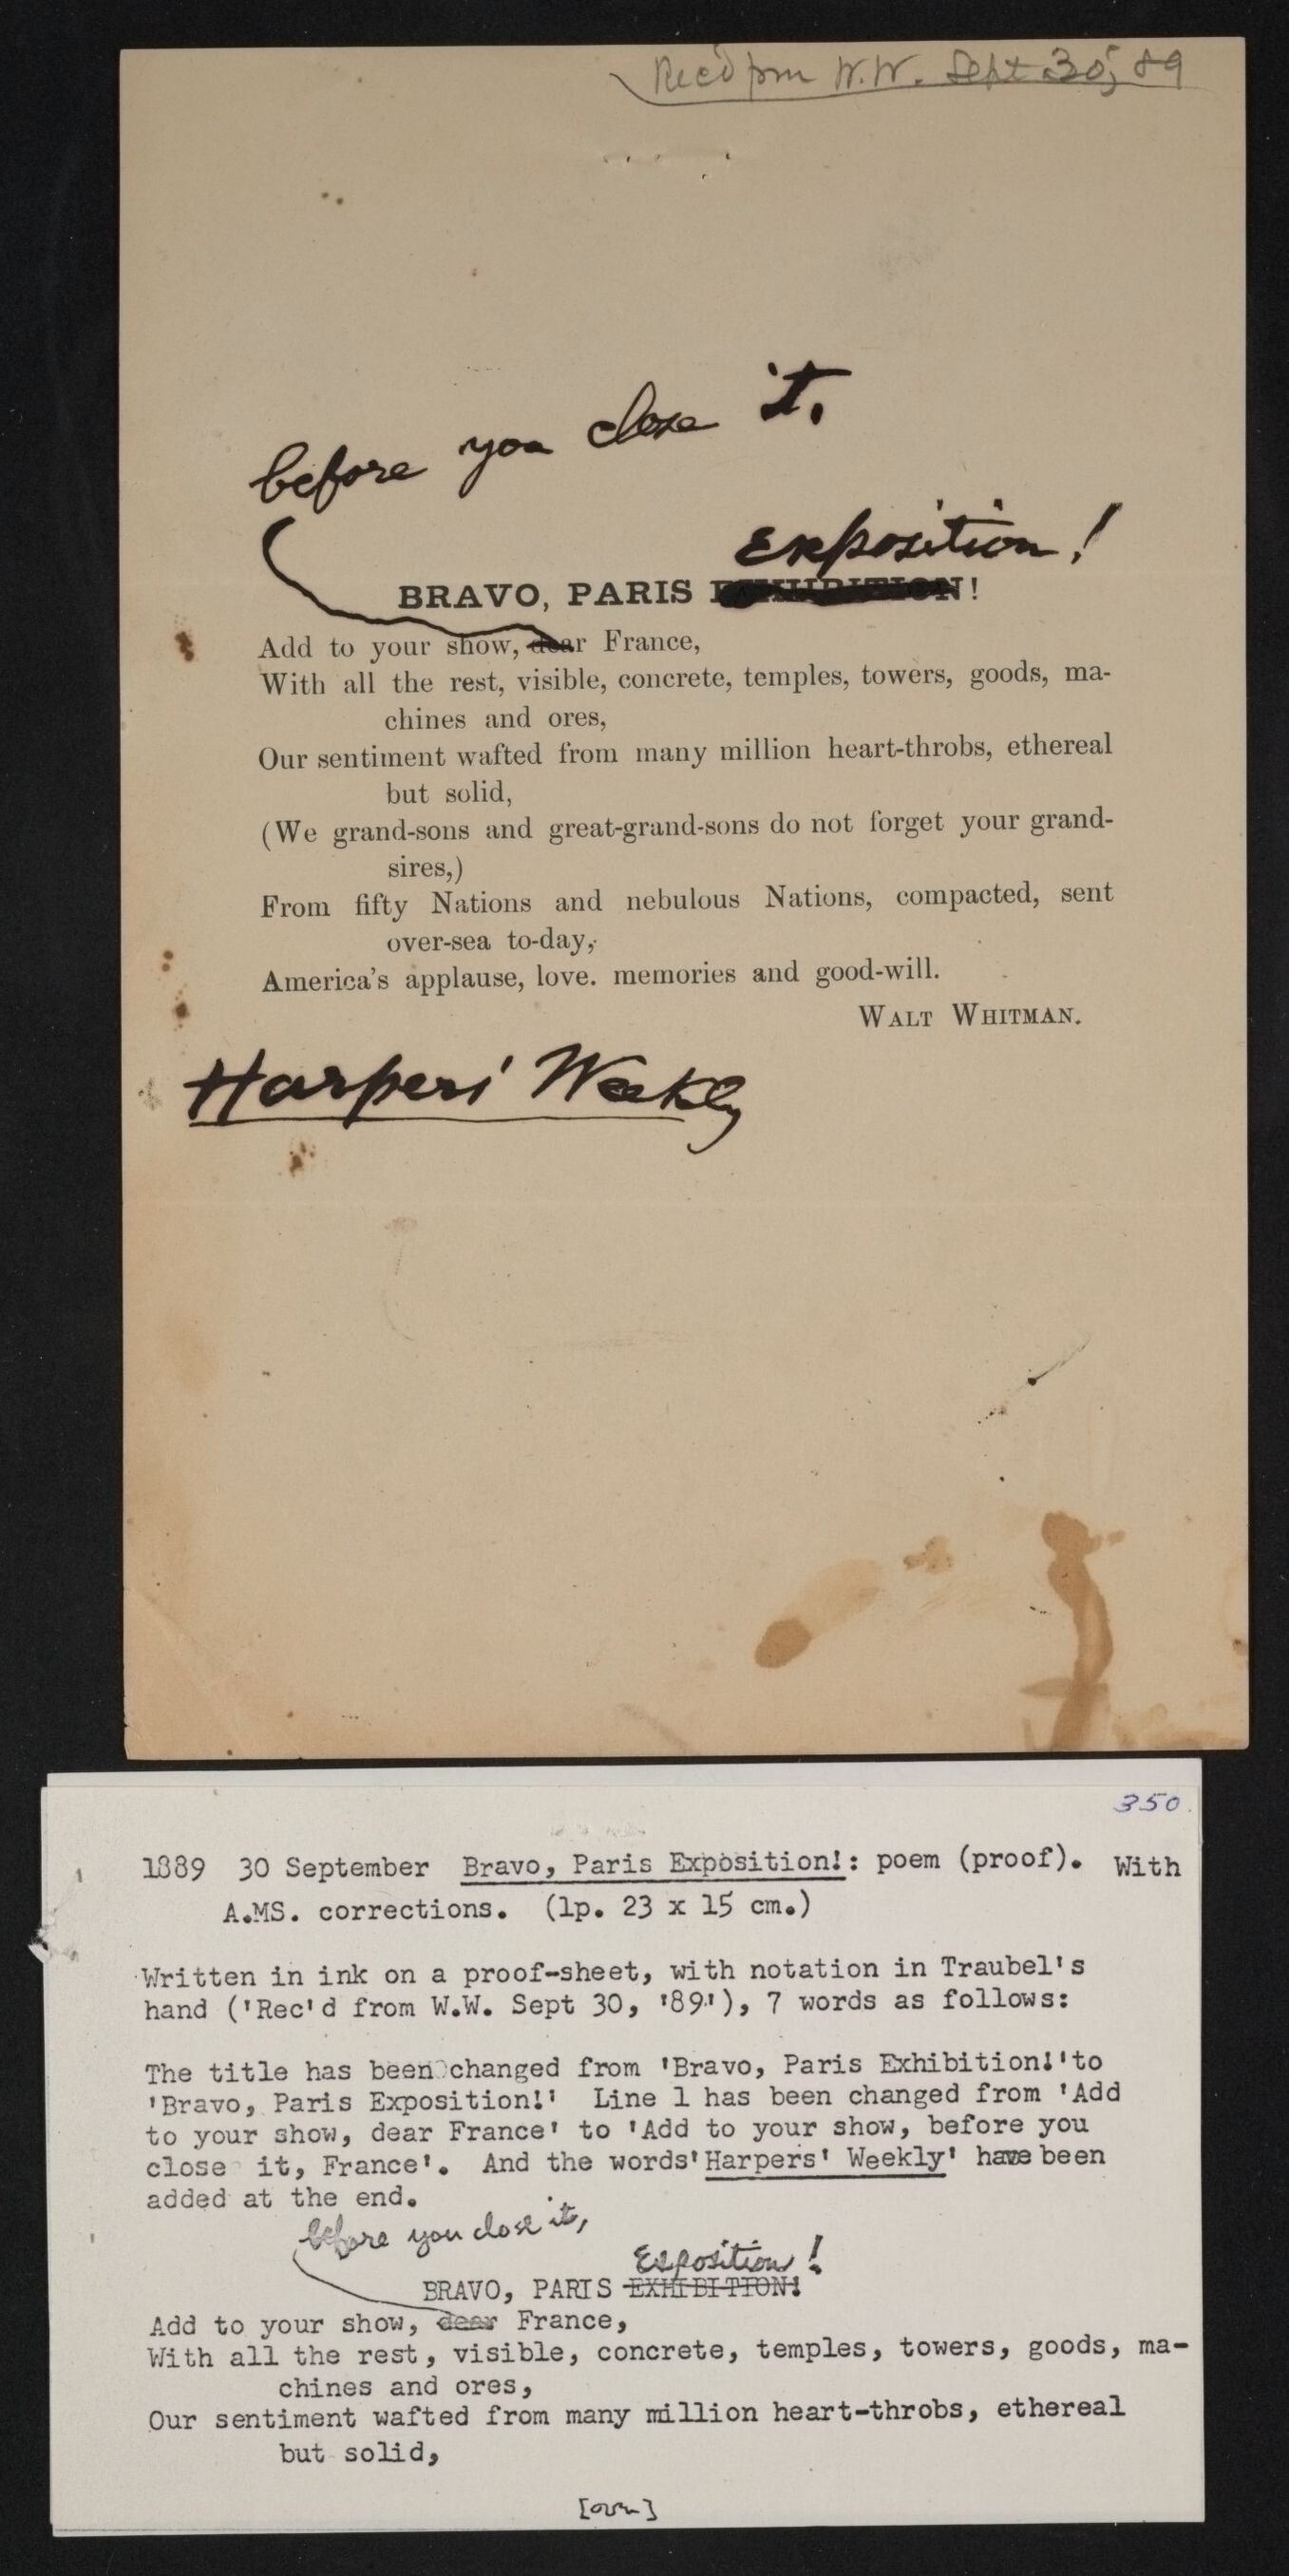 Rec'd from W.W. Sept 30, 89
before you close it,
Exposition!
BRAVO, PARIS EXHIBITION!
Add to your show, dear France,
With all the rest, visible, concrete, temples, towers, goods, ma-
chines and ores,
Our sentiment wafted from many million heart-throbs, ethereal
but solid,
(We grand-sons and great-grand-sons do not forget your grand-
sires,)
From fifty Nations and nebulous Nations, compacted, sent
over-sea to-day,
America's applause, love. memories and good-will.
WALT WHITMAN.
Harpers' Weekly
350.
1889 30 September Bravo, Paris Exposition!: poem (proof). With
A.MS. corrections. (1p. 23 x 15 cm.)
Written in ink on a proof-sheet, with notation in Traubel's
hand ('Rec'd from W.W. Sept 30, '89'), 7 words as follows:
The title has been changed from 'Bravo, Paris Exhibition!'to
'Bravo, Paris Exposition!' Line 1 has been changed from 'Add
to your show, dear France' to 'Add to your show, before you
close it, France'. And the words'Harpers' Weekly' have been
added at the end.
before you close it,
Exposition!
BRAVO, PARIS EXHIBITION!
Add to your show, dear France,
With all the rest, visible, concrete, temples, towers, goods, ma-
chines and ores,
Our sentiment wafted from many million heart-throbs, ethereal
but solid,
[over]